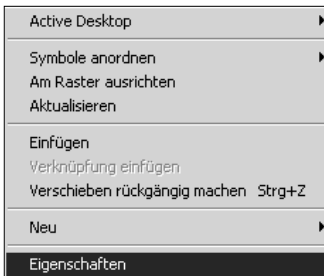 Active Desktop
Symbole anordnen
Am Raster ausrichten
Aktualisieren
Einfügen
Verknüpfung einfügen
Verschieben rückgängig machen Strg+Z
Neu
Eigenschaften